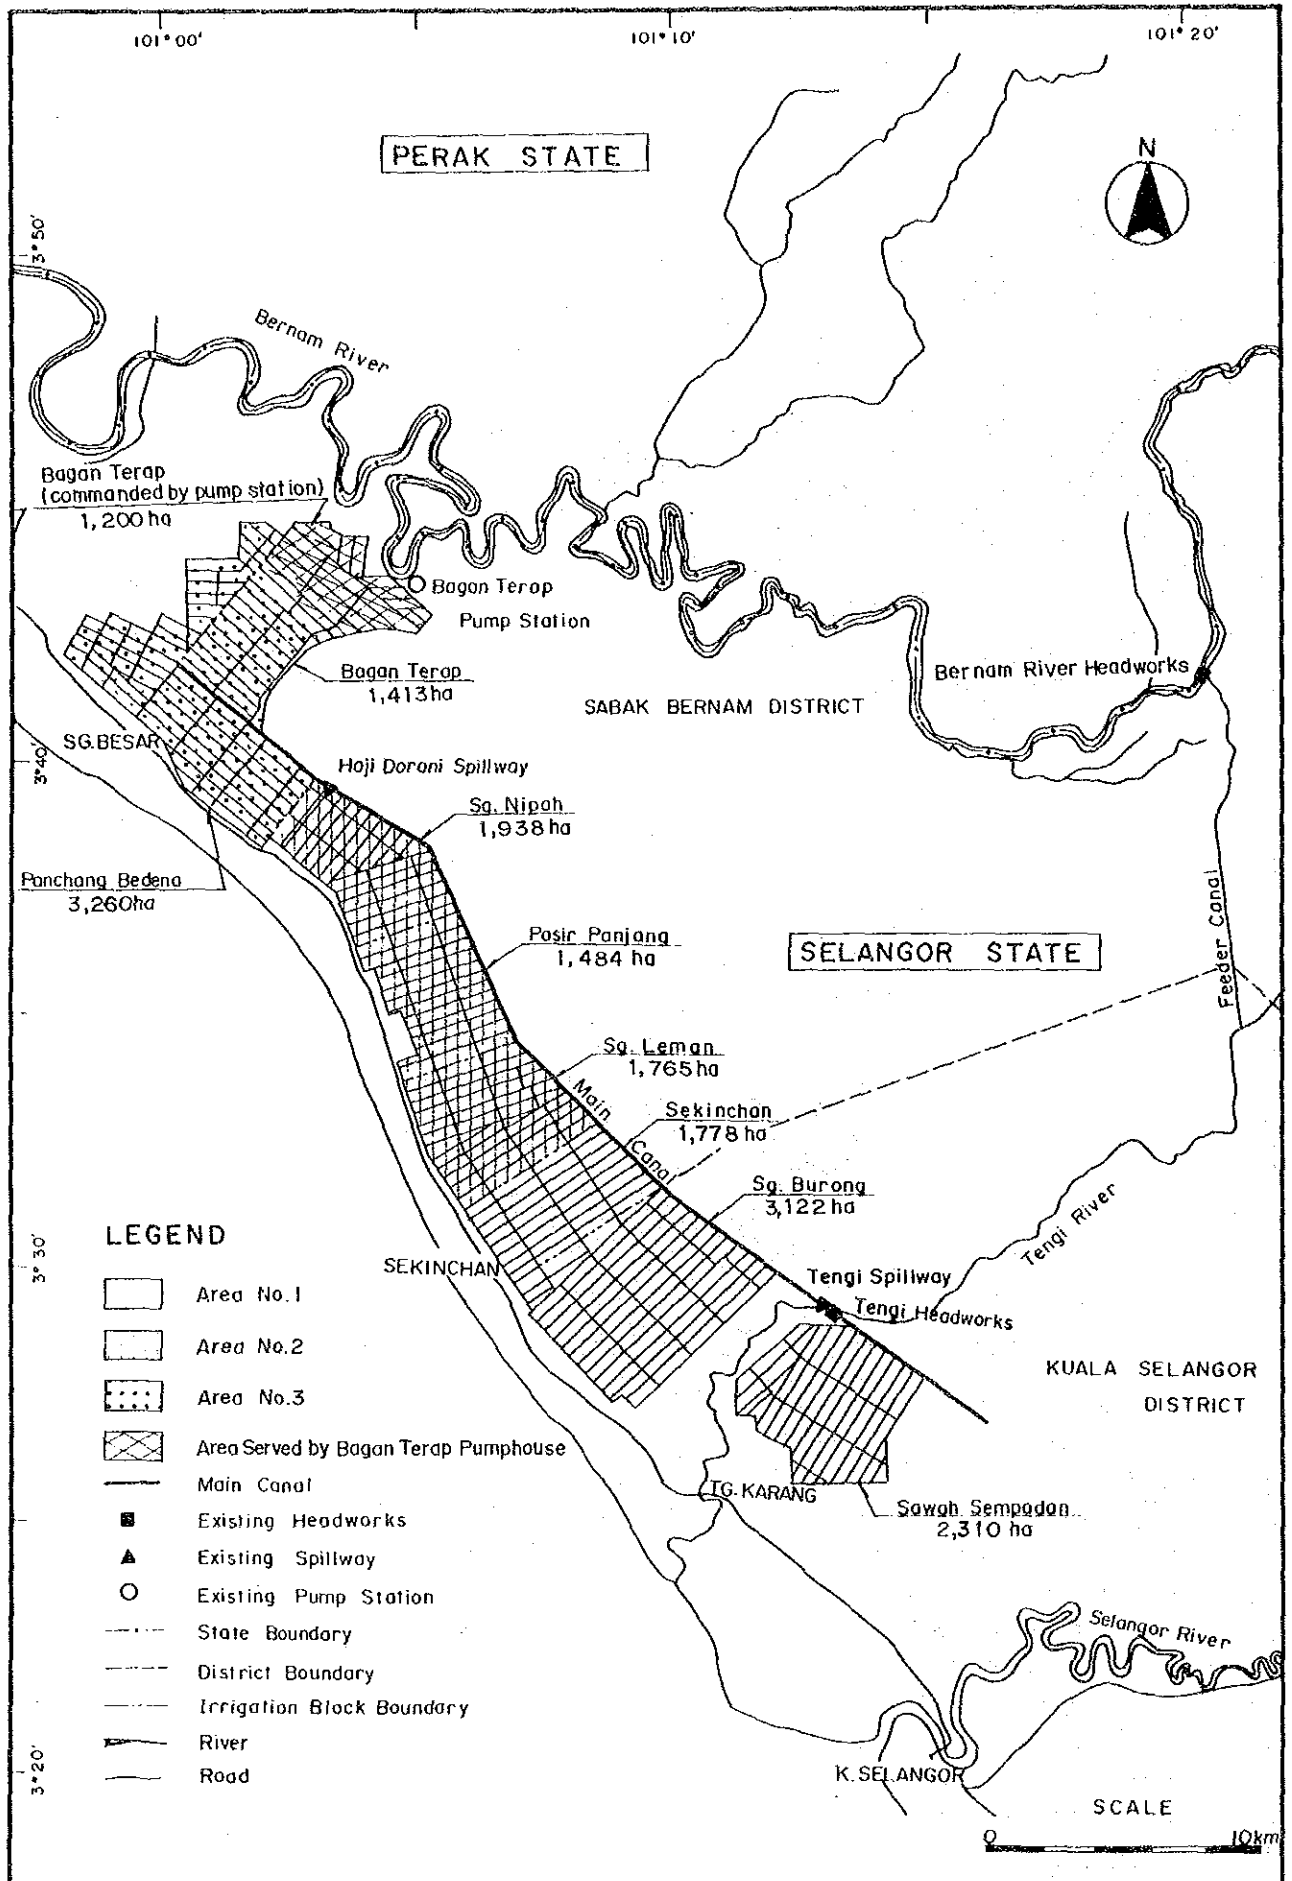 101°00'
101°10'
101°20'
PERAK STATE
N
3°50'
Bernam River
Bagan Terap
(commanded by pump station)
1,200 ha
Bagan Terap
Pump Station
Bernam River Headworks
Bagan Terap
1,413 ha
SABAK BERNAM DISTRICT
SG. BESAR
3°40'
Haji Dorani Spillway
Sg. Nipah
1,938 ha
Panchang Bedena
3,260 ha
Feeder Canal
Pasir Panjang
1,484 ha
SELANGOR STATE
Sg. Leman
1,765 ha
Main Canal
Sekinchan
1,778 ha
Sg. Burong
3,122 ha
Tengi River
LEGEND
3°30'
SEKINCHAN
Tengi Spillway
Tengi Headworks
Area No.1
Area No.2
Area No.3
KUALA SELANGOR
DISTRICT
Area Served by Bagan Terap Pumphouse
Main Canal
TG. KARANG
Sawah Sempadan
2,310 ha
Existing Headworks
Existing Spillway
Existing Pump Station
State Boundary
District Boundary
Irrigation Block Boundary
River
Road
Selangor River
3°20'
K. SELANGOR
SCALE
0 10km